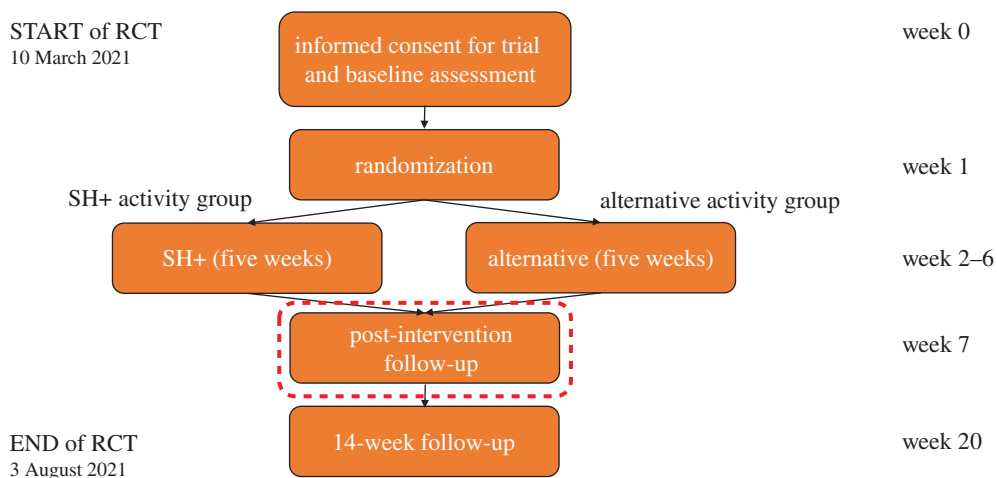 START of RCT
10 March 2021
informed consent for trial
and baseline assessment
week 0
randomization
week 1
SH+ activity group
alternative activity group
SH+ (five weeks)
alternative (five weeks)
week 2–6
post-intervention
follow-up
week 7
END of RCT
3 August 2021
14-week follow-up
week 20